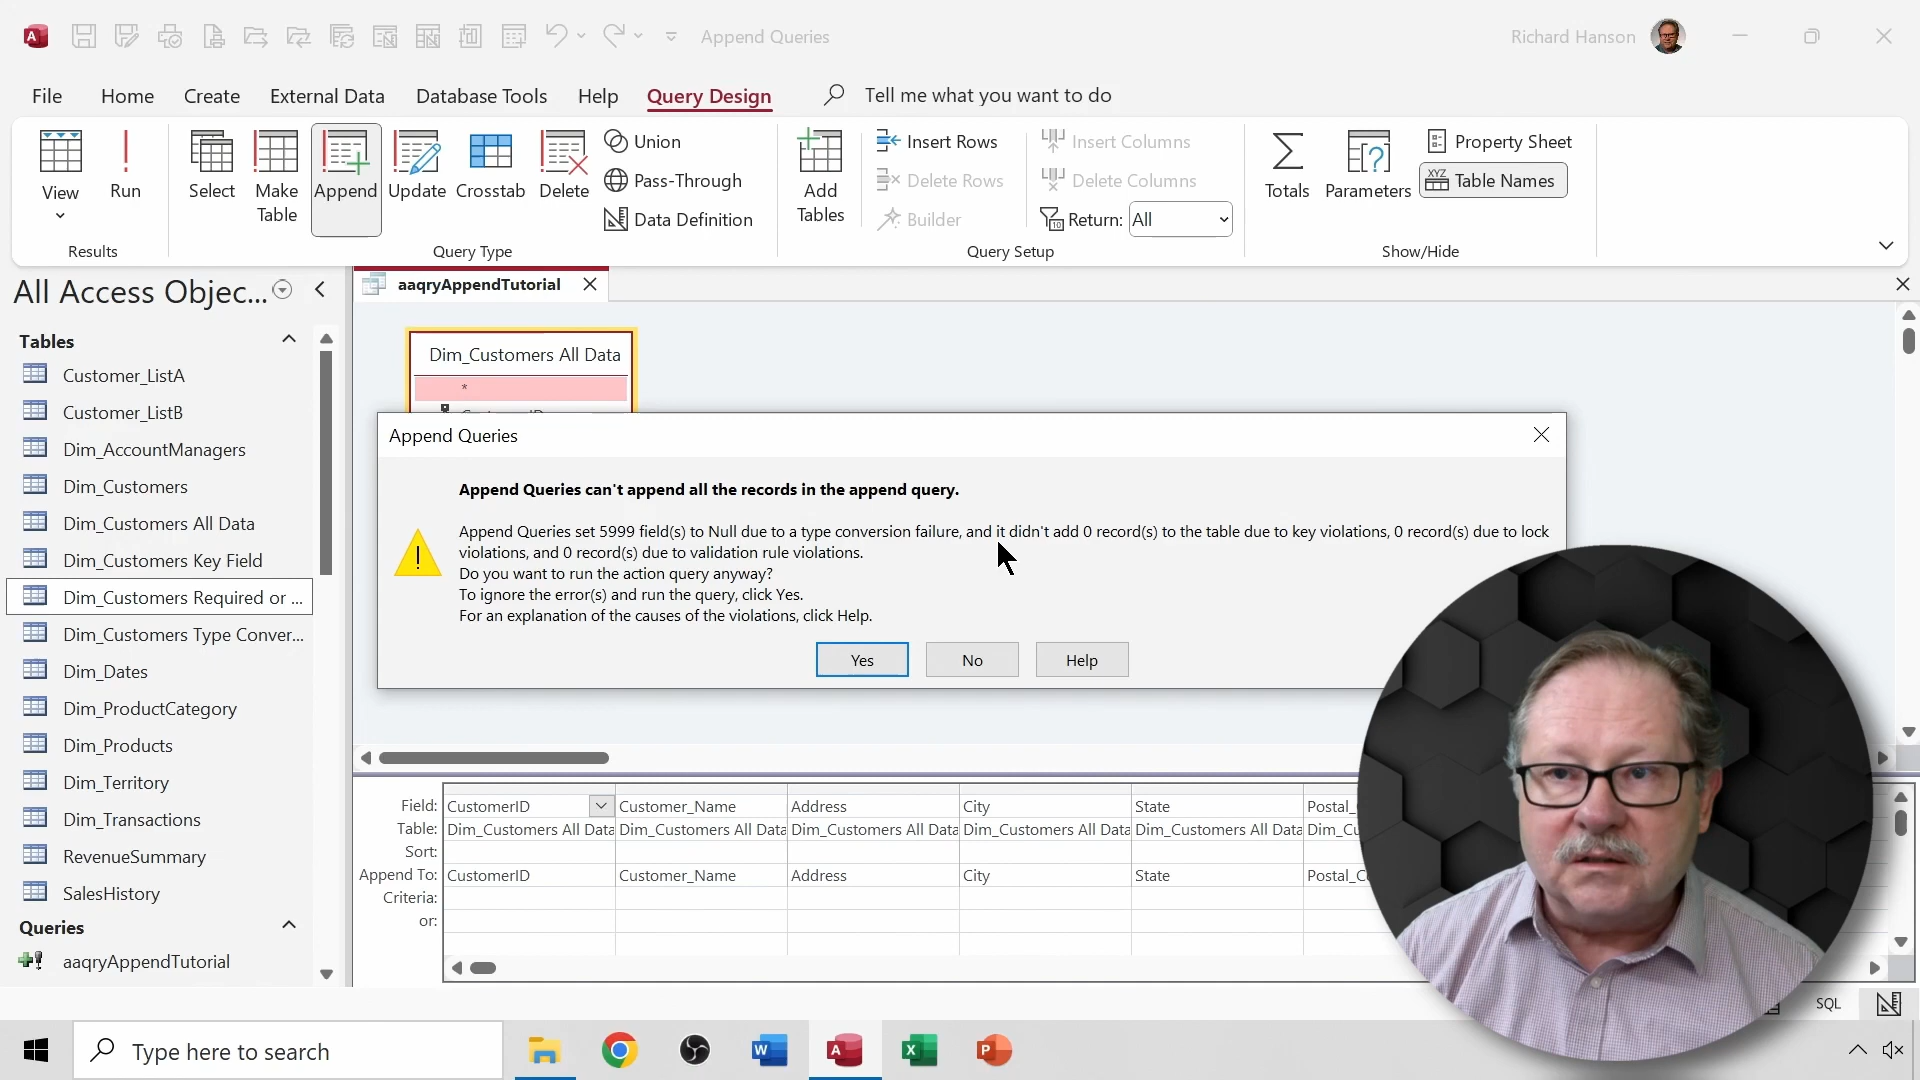 Append Queries
Richard Hanson
File
Home
Create
External Data
Database Tools
Help
Query Design
Tell me what you want to do
View
Run
Results
Select
Make
Table
Append
Update
Crosstab
Delete
Union
Pass-Through
Data Definition
Query Type
Add
Tables
Insert Rows
Delete Rows
Builder
Insert Columns
Delete Columns
Return: All
Query Setup
Totals
Parameters
Property Sheet
Table Names
Show/Hide
All Access Objec...
Tables
Customer_ListA
Customer_ListB
Dim_AccountManagers
Dim_Customers
Dim_Customers All Data
Dim_Customers Key Field
Dim_Customers Required or ...
Dim_Customers Type Conver...
Dim_Dates
Dim_ProductCategory
Dim_Products
Dim_Territory
Dim_Transactions
RevenueSummary
SalesHistory
Queries
aaqryAppendTutorial
aaqryAppendTutorial
Dim_Customers All Data
*
Append Queries
Append Queries can't append all the records in the append query.
Append Queries set 5999 field(s) to Null due to a type conversion failure, and it didn't add 0 record(s) to the table due to key violations, 0 record(s) due to lock
violations, and 0 record(s) due to validation rule violations.
Do you want to run the action query anyway?
To ignore the error(s) and run the query, click Yes.
For an explanation of the causes of the violations, click Help.
Yes
No
Help
Field: CustomerID Customer_Name Address City State Postal_
Table: Dim_Customers All Data Dim_Customers All Data Dim_Customers All Data Dim_Customers All Data Dim_Customers All Data Dim_Cu
Sort:
Append To: CustomerID Customer_Name Address City State Postal_C
Criteria:
or:
SQL
Type here to search